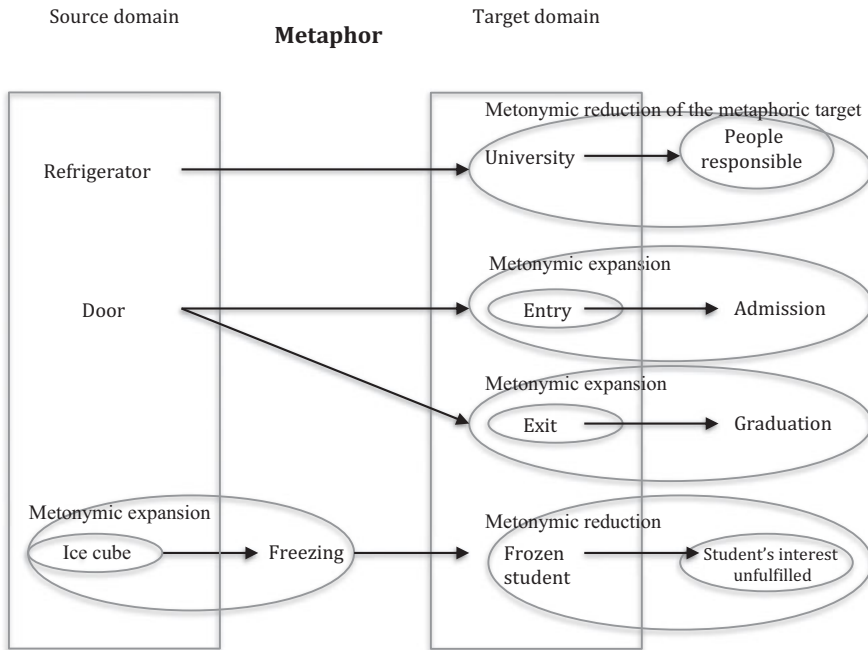 Source domain
Metaphor
Target domain
Metonymic reduction of the metaphoric target
Refrigerator
University
People
responsible
Metonymic expansion
Door
Entry
Admission
Metonymic expansion
Exit
Graduation
Metonymic expansion
Ice cube
Freezing
Metonymic reduction
Frozen
student
Student’s interest
unfulfilled